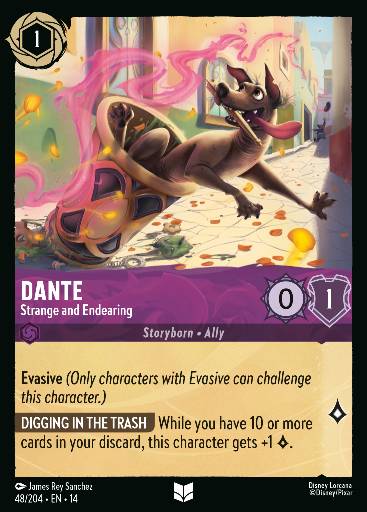 1
DANTE
Strange and Endearing
0
1
Storyborn • Ally
Evasive (Only characters with Evasive can challenge
this character.)
DIGGING IN THE TRASH While you have 10 or more
cards in your discard, this character gets +1 .
James Rey Sanchez
48/204 • EN • 14
Disney Lorcana
©Disney/Pixar